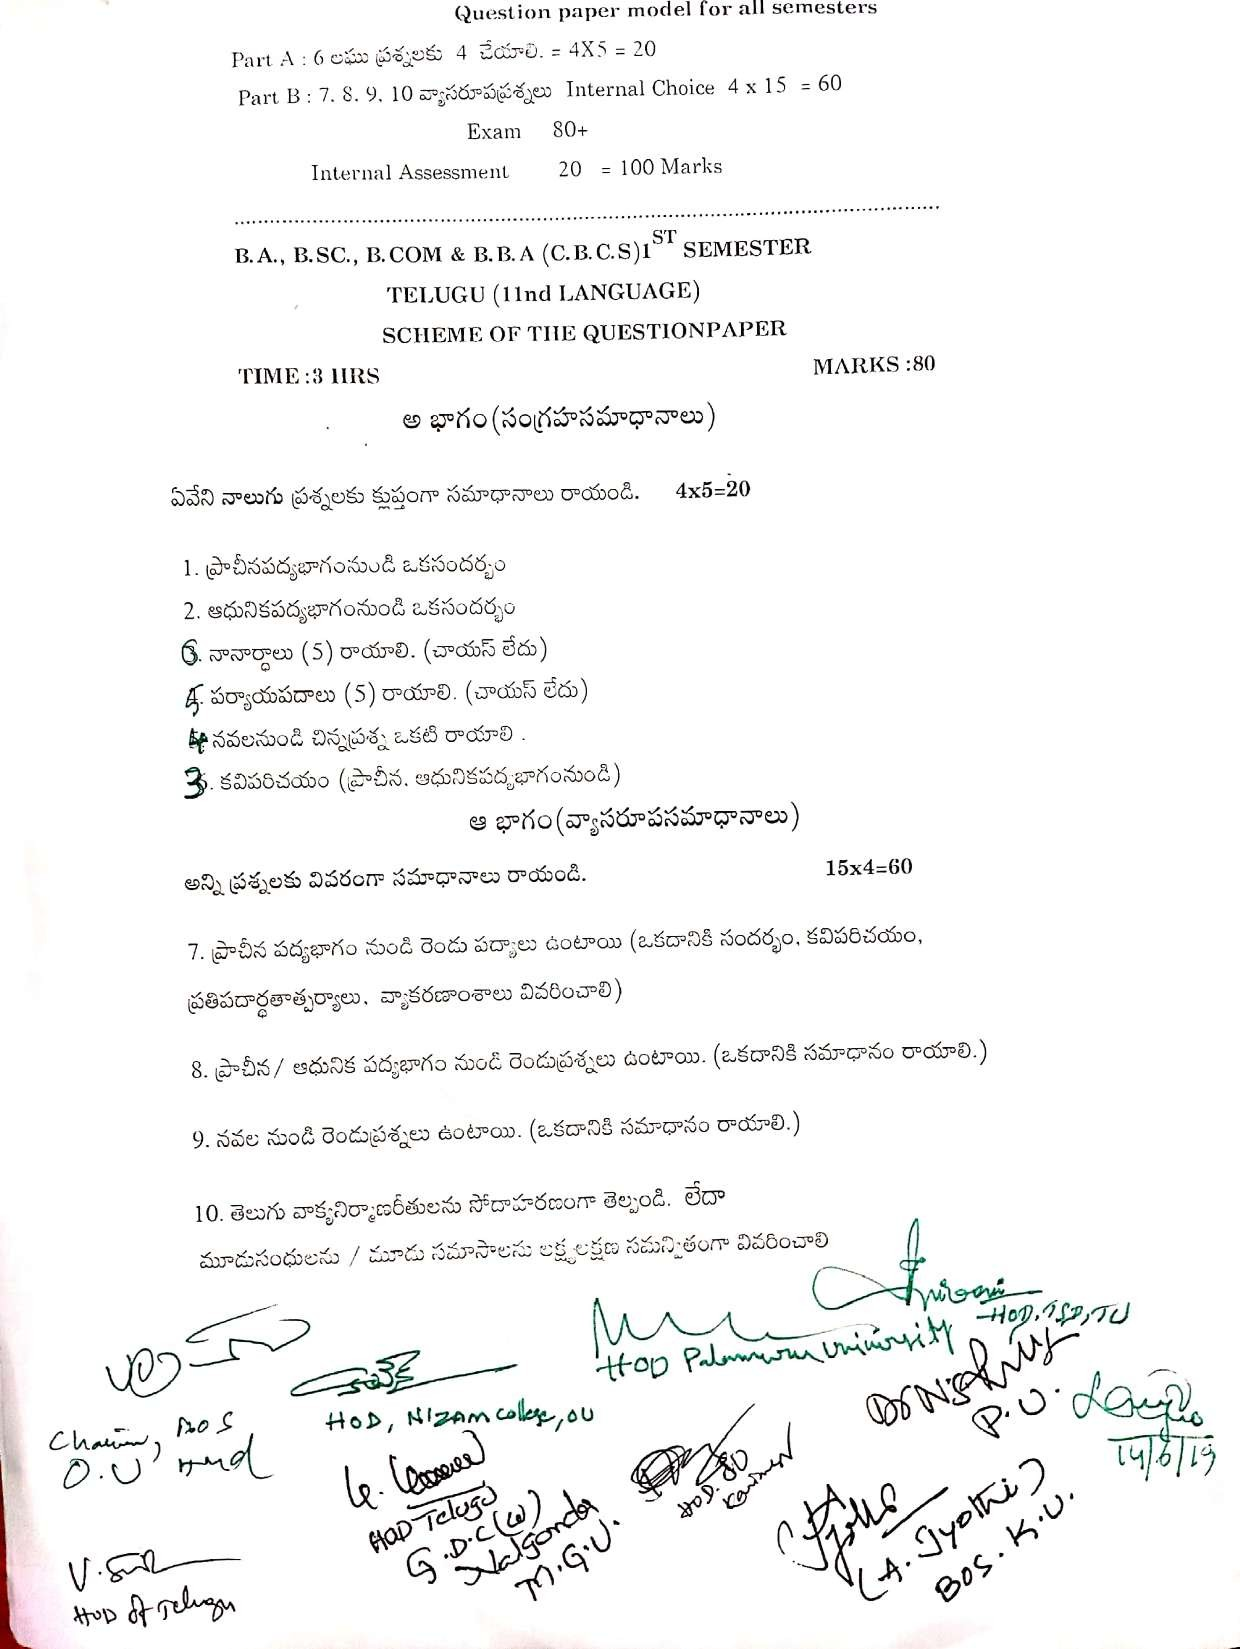 Question paper model for all semesters
Part A : 6 లఘు ప్రశ్నలకు 4 చేయాలి. = 4X5 = 20
Part B : 7. 8. 9. 10 వ్యాసరూపప్రశ్నలు Internal Choice 4 x 15 = 60
Exam 80+
Internal Assessment 20 = 100 Marks
B.A., B.SC., B.COM & B.B.A (C.B.C.S)1ST SEMESTER
TELUGU (11nd LANGUAGE)
SCHEME OF THE QUESTIONPAPER
TIME :3 HRS MARKS :80
అ భాగం(సంగ్రహసమాధానాలు)
ఏవేని నాలుగు ప్రశ్నలకు క్లుప్తంగా సమాధానాలు రాయండి. 4x5=20
1. ప్రాచీనపద్యభాగంనుండి ఒకసందర్భం
2. ఆధునికపద్యభాగంనుండి ఒకసందర్భం
6. నానార్థాలు (5) రాయాలి. (చాయస్ లేదు)
5. పర్యాయపదాలు (5) రాయాలి. (చాయస్ లేదు)
4 నవలనుండి చిన్నప్రశ్న ఒకటి రాయాలి .
3. కవిపరిచయం (ప్రాచీన. ఆధునికపద్యభాగంనుండి)
ఆ భాగం(వ్యాసరూపసమాధానాలు)
అన్ని ప్రశ్నలకు వివరంగా సమాధానాలు రాయండి. 15x4=60
7. ప్రాచీన పద్యభాగం నుండి రెండు పద్యాలు ఉంటాయి (ఒకదానికి సందర్భం, కవిపరిచయం,
ప్రతిపదార్థతాత్పర్యాలు, వ్యాకరణాంశాలు వివరించాలి)
8. ప్రాచీన/ ఆధునిక పద్యభాగం నుండి రెండుప్రశ్నలు ఉంటాయి. (ఒకదానికి సమాధానం రాయాలి.)
9. నవల నుండి రెండుప్రశ్నలు ఉంటాయి. (ఒకదానికి సమాధానం రాయాలి.)
10. తెలుగు వాక్యనిర్మాణరీతులను సోదాహరణంగా తెల్పండి. లేదా
మూడుసంధులను / మూడు సమాసాలను లక్ష్యలక్షణ సమన్వితంగా వివరించాలి
HOD, TSD, TU
HOD Palamuru University
P.U.
HOD, NIZAM College, OU
14/6/19
BOS
O.U
HOD Telugu
G.D.C (W)
Nalgonda
M.G.U.
HOD.
(A. Jyothi)
BOS. K.U.
HOD of Telugu